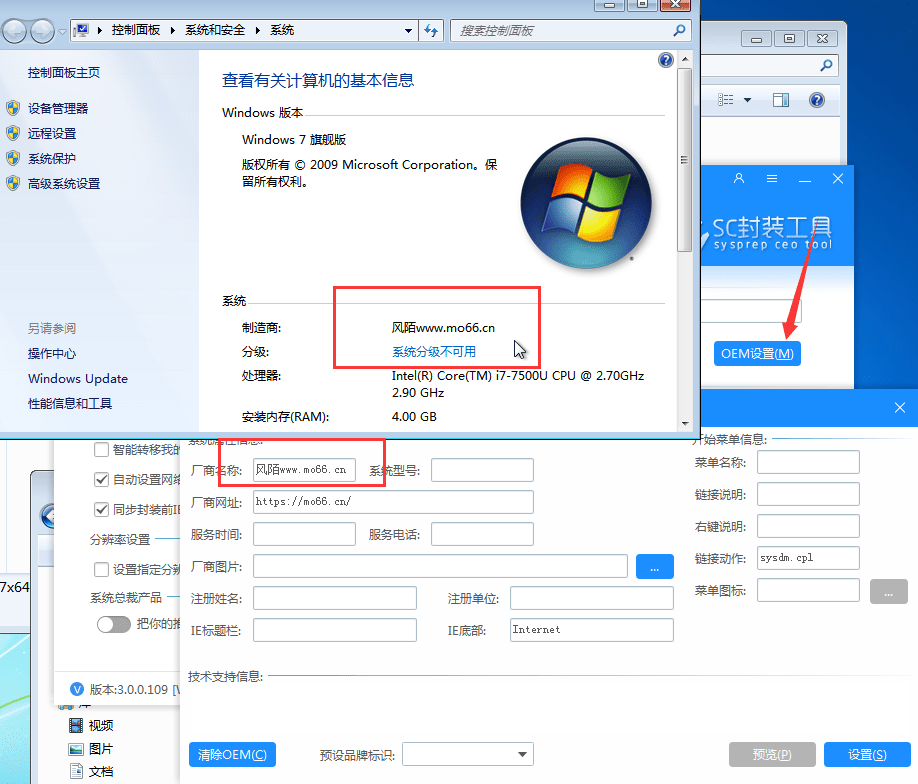 控制面板 ▸ 系统和安全 ▸ 系统
搜索控制面板
控制面板主页
设备管理器
远程设置
系统保护
高级系统设置
另请参阅
操作中心
Windows Update
性能信息和工具
查看有关计算机的基本信息
Windows 版本
Windows 7 旗舰版
版权所有 © 2009 Microsoft Corporation。保
留所有权利。
系统
制造商: 风陌www.mo66.cn
分级: 系统分级不可用
处理器: Intel(R) Core(TM) i7-7500U CPU @ 2.70GHz
2.90 GHz
安装内存(RAM): 4.00 GB
SC封装工具
sysprep ceo tool
OEM设置(M)
智能转移我的
自动设置网络
同步封装前IE
分辨率设置
设置指定分辨
系统总裁产品
把你的推
版本:3.0.0.109 [W
7x64
视频
图片
文档
系统属性信息:
厂商名称: 风陌www.mo66.cn 系统型号:
厂商网址: https://mo66.cn/
服务时间: 服务电话:
厂商图片: ...
注册姓名: 注册单位:
IE标题栏: IE底部: Internet
技术支持信息:
清除OEM(C) 预设品牌标识:
开始菜单信息:
菜单名称:
链接说明:
右键说明:
链接动作: sysdm.cpl
菜单图标: ...
预览(P) 设置(S)